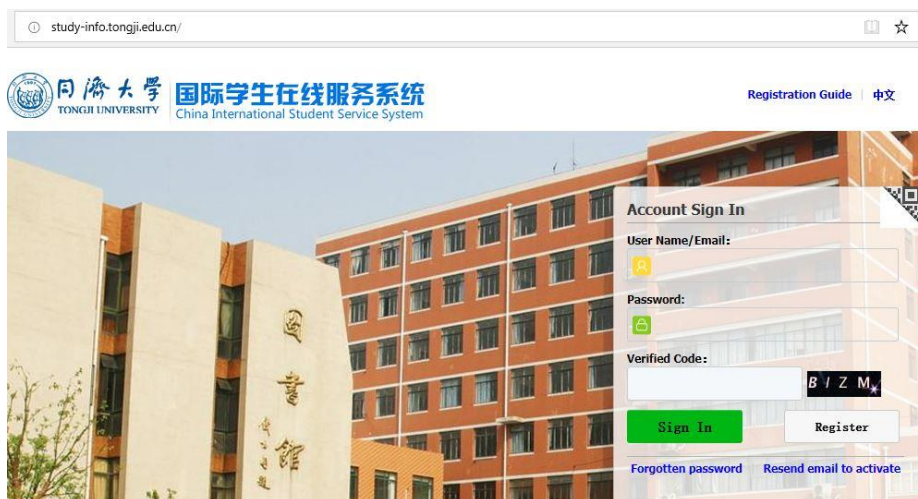 study-info.tongji.edu.cn/
同濟大学
TONGJI UNIVERSITY
国际学生在线服务系统
China International Student Service System
Registration Guide
中文
圖書館
Account Sign In
User Name/Email:
Password:
Verified Code:
B I Z M
Sign In
Register
Forgotten password
Resend email to activate